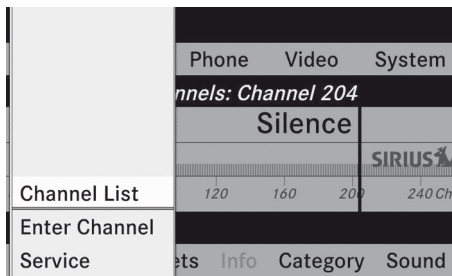 Phone Video System
nnels: Channel 204
Silence
SIRIUS
Channel List 120 160 200 240 Ch
Enter Channel
Service ets Info Category Sound